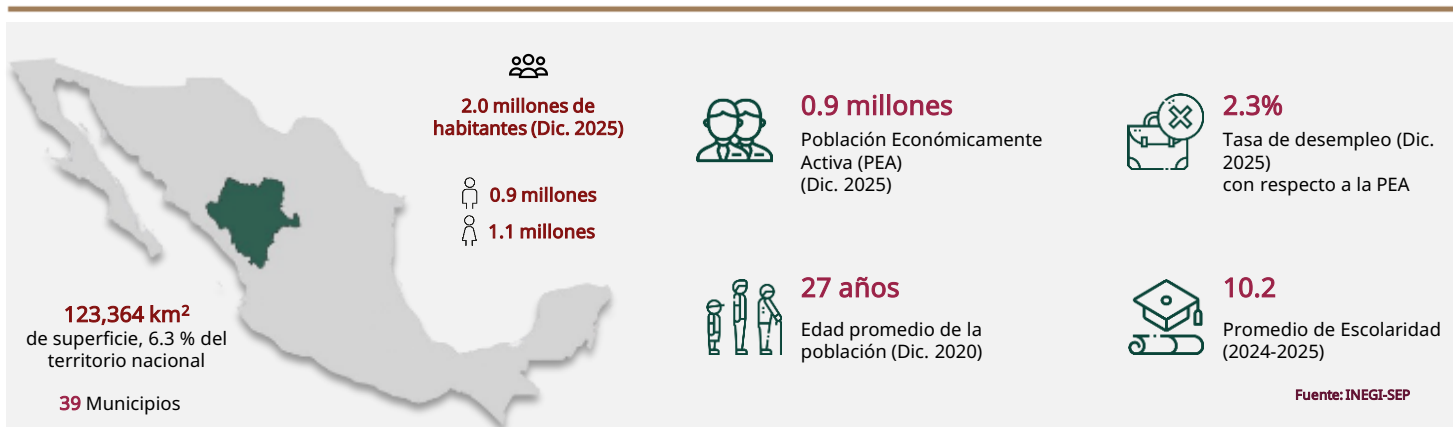 2.0 millones de
habitantes (Dic. 2025)
0.9 millones
1.1 millones
123,364 km²
de superficie, 6.3 % del
territorio nacional
39 Municipios
0.9 millones
Población Económicamente
Activa (PEA)
(Dic. 2025)
2.3%
Tasa de desempleo (Dic.
2025)
con respecto a la PEA
27 años
Edad promedio de la
población (Dic. 2020)
10.2
Promedio de Escolaridad
(2024-2025)
Fuente: INEGI-SEP